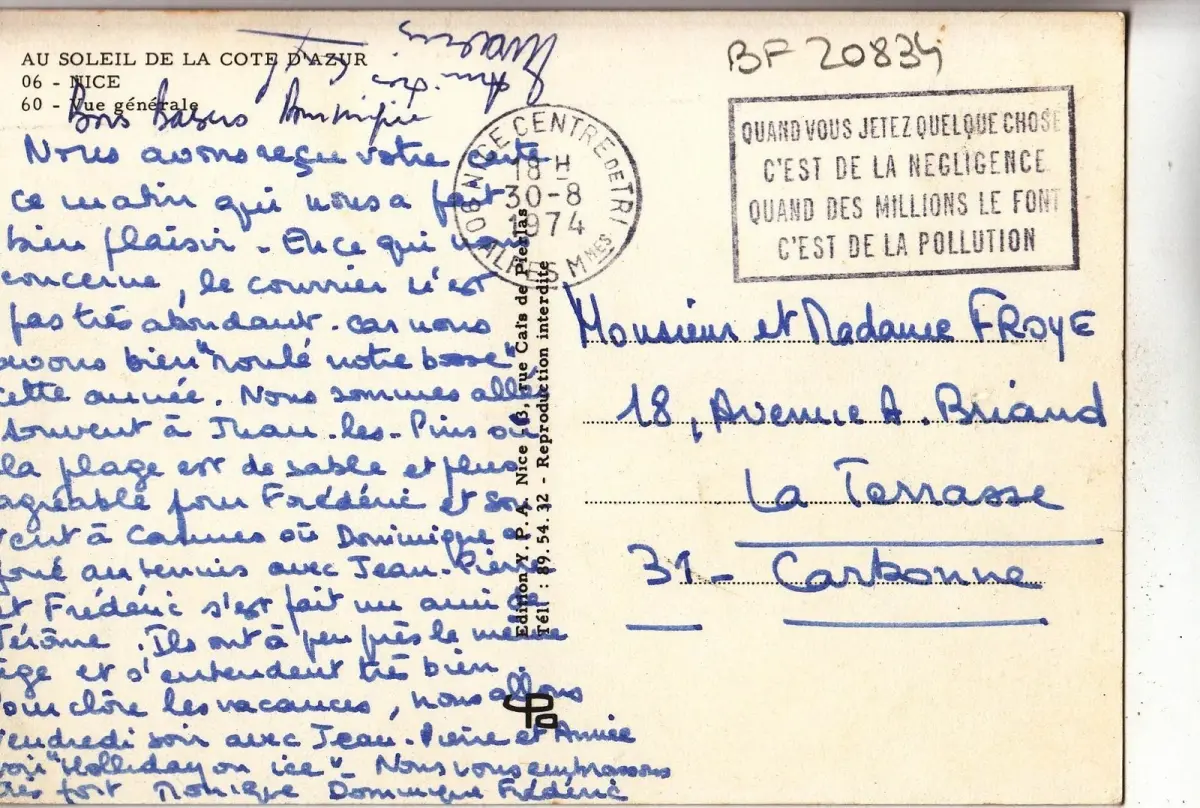 AU SOLEIL DE LA COTE D'AZUR
06 - NICE
60 - Vue générale
Bons Baisers Dominique
Nous avons reçu votre carte
ce matin qui nous a fait
bien plaisir - En ce qui nous
concerne, le courrier n'est
pas très abondant. car nous
avons bien "roulé notre bosse"
cette année. Nous sommes allés
souvent à Juan-les-Pins où
la plage est de sable et plus
agréable pour Frédéric et sou
vent à Cannes où Dominique a
joué au tennis avec Jean-Pierre
et Frédéric s'est fait un ami de
Jérôme. Ils ont à peu près le même
âge et s'entendent très bien.
Pour clôre les vacances, nous allons
vendredi soir avec Jean-Pierre et Annie
voir "Holliday on ice" - Nous vous embrassons
très fort Monique Dominique Frédéric
Edition Y. P. A. Nice - 3, rue Caïs de Pierlas
Tél. : 89.54.32 - Reproduction interdite
BF 20834
06 NICE CENTRE DE TRI
18 H
30-8
1974
ALPES MMES
QUAND VOUS JETEZ QUELQUE CHOSE
C'EST DE LA NEGLIGENCE
QUAND DES MILLIONS LE FONT
C'EST DE LA POLLUTION
Monsieur et Madame FROYE
18, Avenue A. Briand
La Terrasse
31 - Carbonne